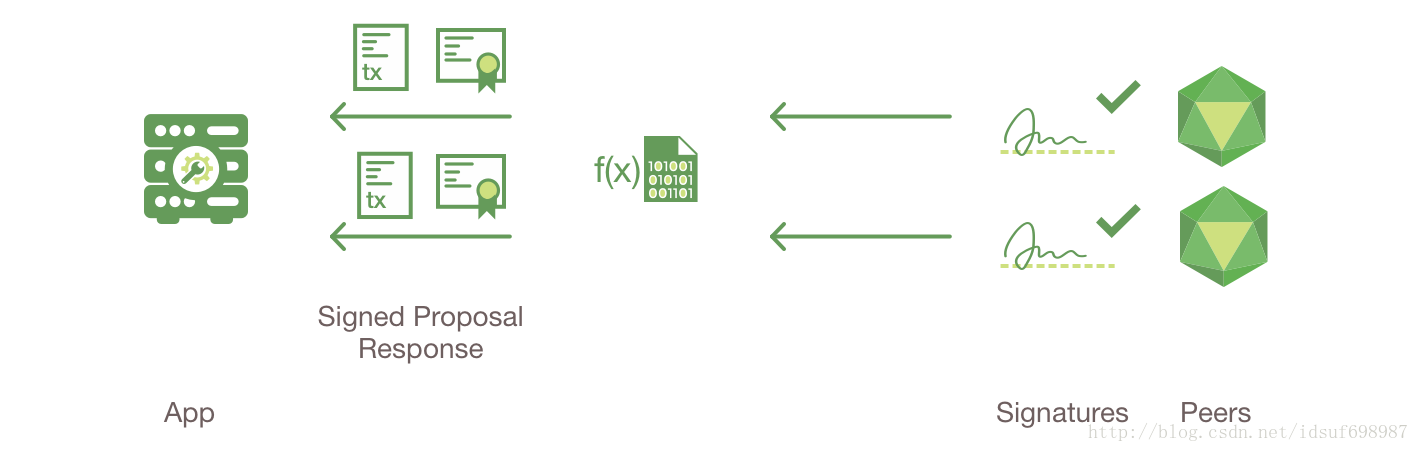 tx
tx
f(x)
101001
010101
001101
Signed Proposal
Response
App
Signatures
Peers
http://blog.csdn.net/idsuf698987